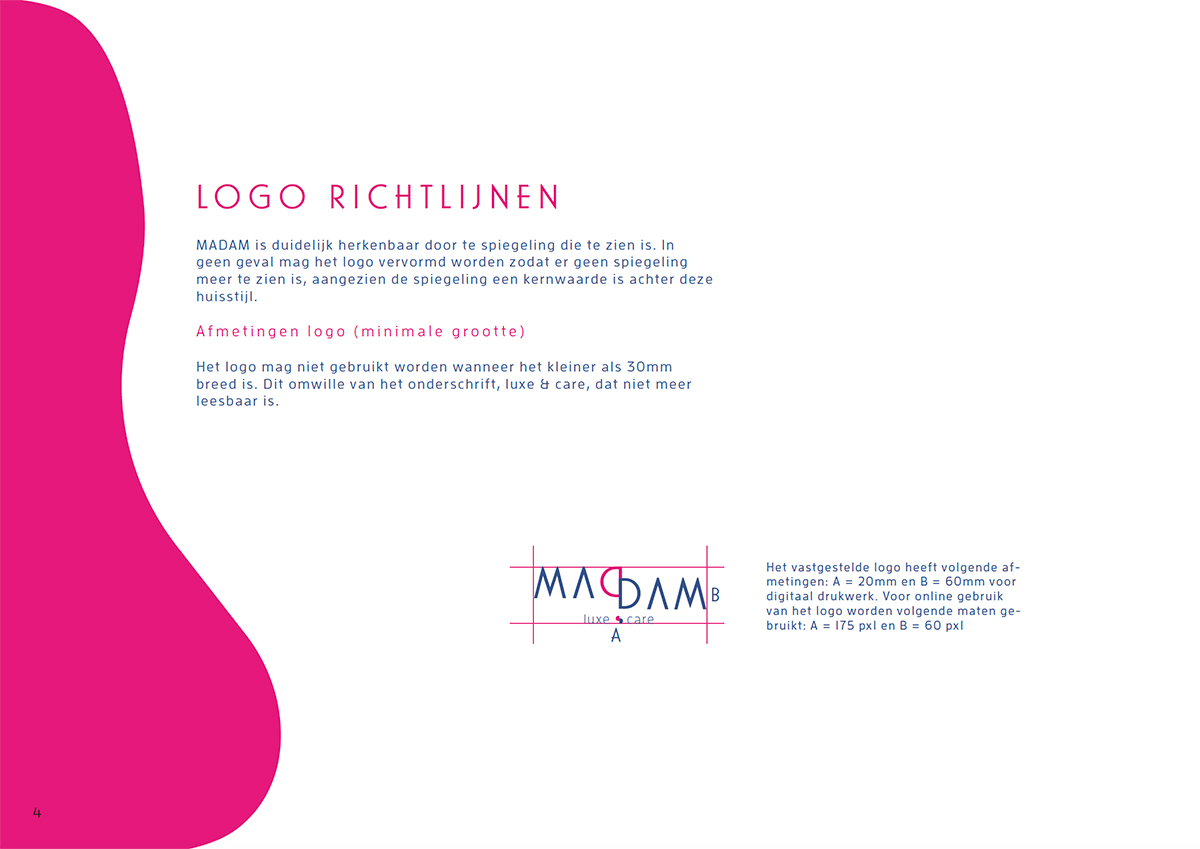 LOGO RICHTLIJNEN
MADAM is duidelijk herkenbaar door te spiegeling die te zien is. In
geen geval mag het logo vervormd worden zodat er geen spiegeling
meer te zien is, aangezien de spiegeling een kernwaarde is achter deze
huisstijl.
Afmetingen logo (minimale grootte)
Het logo mag niet gebruikt worden wanneer het kleiner als 30mm
breed is. Dit omwille van het onderschrift, luxe & care, dat niet meer
leesbaar is.
MADDAM
luxe care
B
A
Het vastgestelde logo heeft volgende af-
metingen: A = 20mm en B = 60mm voor
digitaal drukwerk. Voor online gebruik
van het logo worden volgende maten ge-
bruikt: A = 175 pxl en B = 60 pxl
4